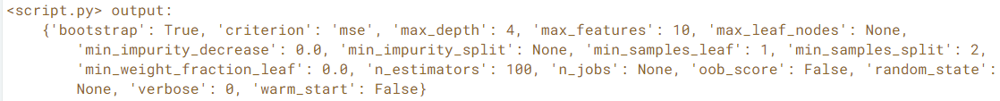 <script.py> output:
{'bootstrap': True, 'criterion': 'mse', 'max_depth': 4, 'max_features': 10, 'max_leaf_nodes': None,
'min_impurity_decrease': 0.0, 'min_impurity_split': None, 'min_samples_leaf': 1, 'min_samples_split': 2,
'min_weight_fraction_leaf': 0.0, 'n_estimators': 100, 'n_jobs': None, 'oob_score': False, 'random_state':
None, 'verbose': 0, 'warm_start': False}